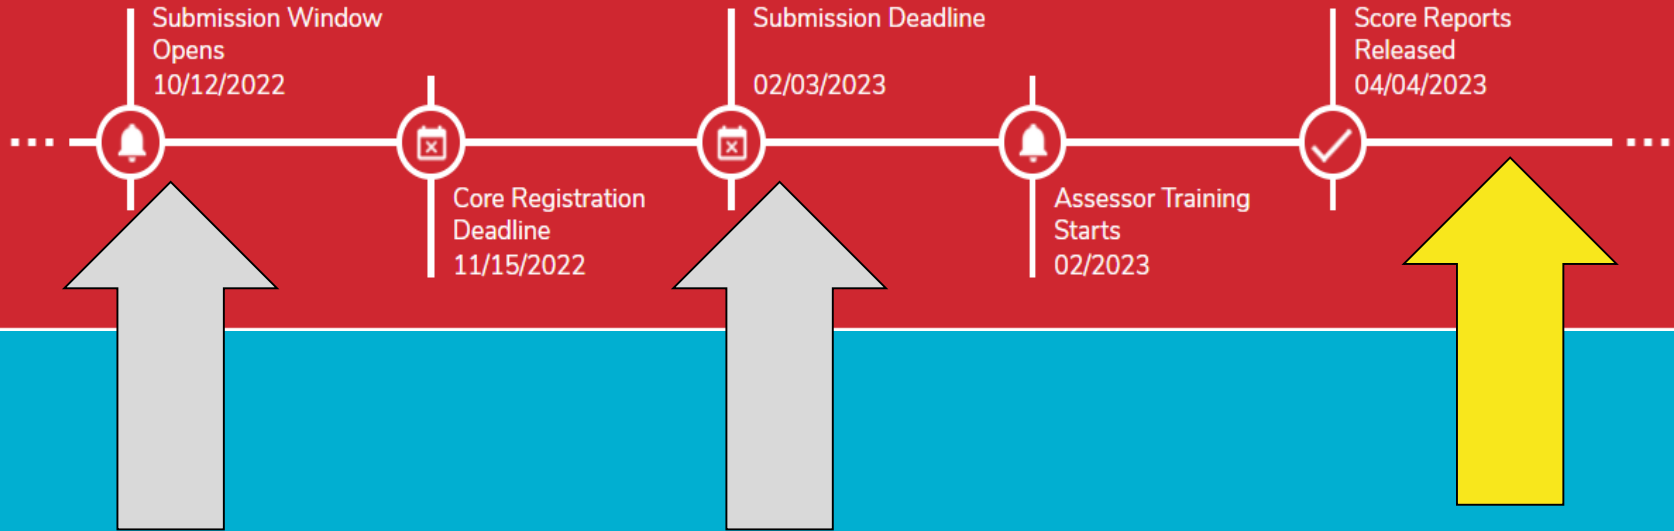 Submission Window
Opens
10/12/2022
Core Registration
Deadline
11/15/2022
Submission Deadline
02/03/2023
Assessor Training
Starts
02/2023
Score Reports
Released
04/04/2023